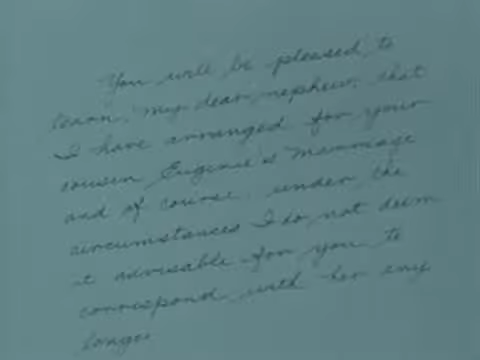 You will be pleased to
learn, my dear nephew, that
I have arranged for your
cousin Eugenie's marriage
and of course, under the
circumstances I do not deem
it advisable for you to
correspond with her any
longer